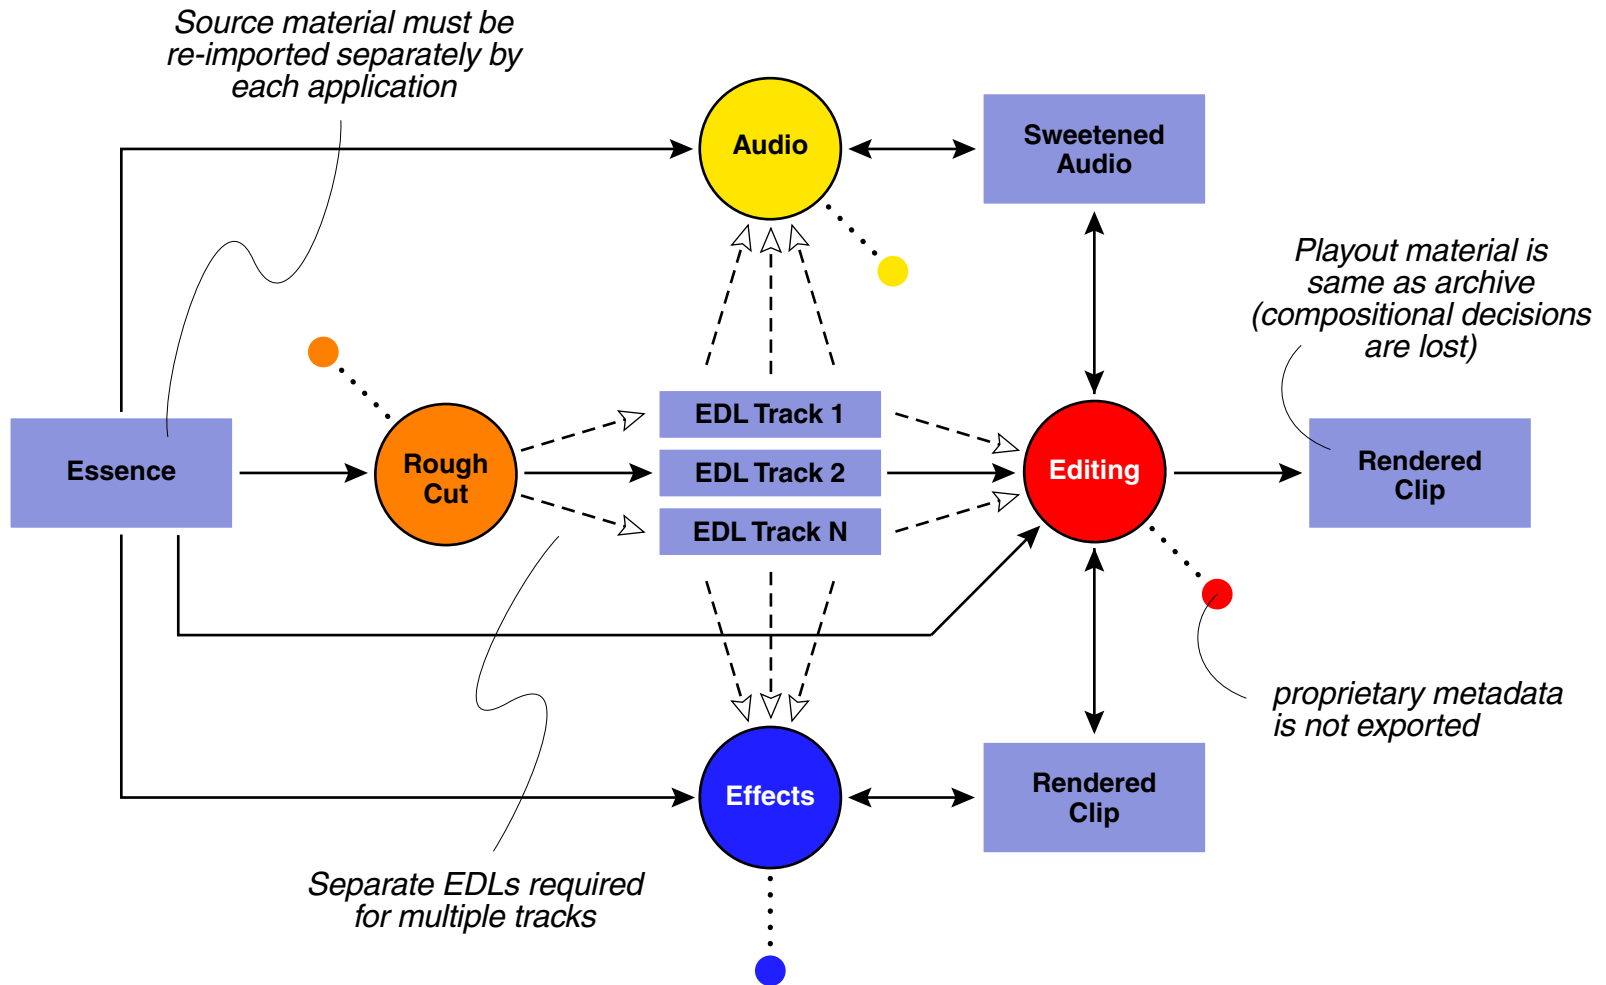 Source material must be
re-imported separately by
each application
Audio
Sweetened
Audio
Playout material is
same as archive
(compositional decisions
are lost)
Essence
Rough
Cut
EDL Track 1
EDL Track 2
EDL Track N
Editing
Rendered
Clip
proprietary metadata
is not exported
Effects
Rendered
Clip
Separate EDLs required
for multiple tracks